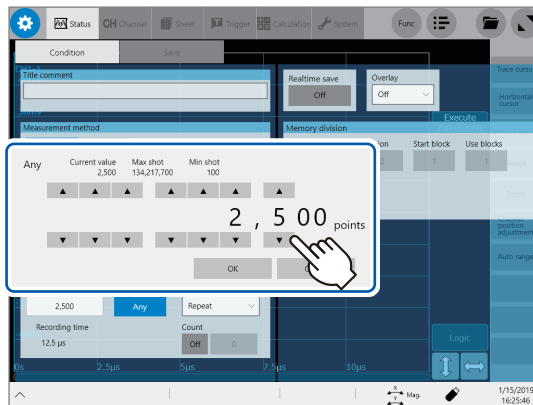 Status CH Channel Sheet Trigger Calculation System Func
Condition Save
Title comment
Realtime save Overlay
Off Off
Trace cursor
Horizontal cursor
Execute
Measurement method Memory division
Start block Use blocks
2 1 1
Any Current value Max shot Min shot
2,500 134,217,700 100
2,500 points
OK
position
adjustment
Auto range
2,500 Any Repeat
Recording time Count
12.5 μs Off 0
Logic
0s 2.5μs 5μs 7.5μs 10μs
X
Y Mag.
1/15/2019
16:25:46